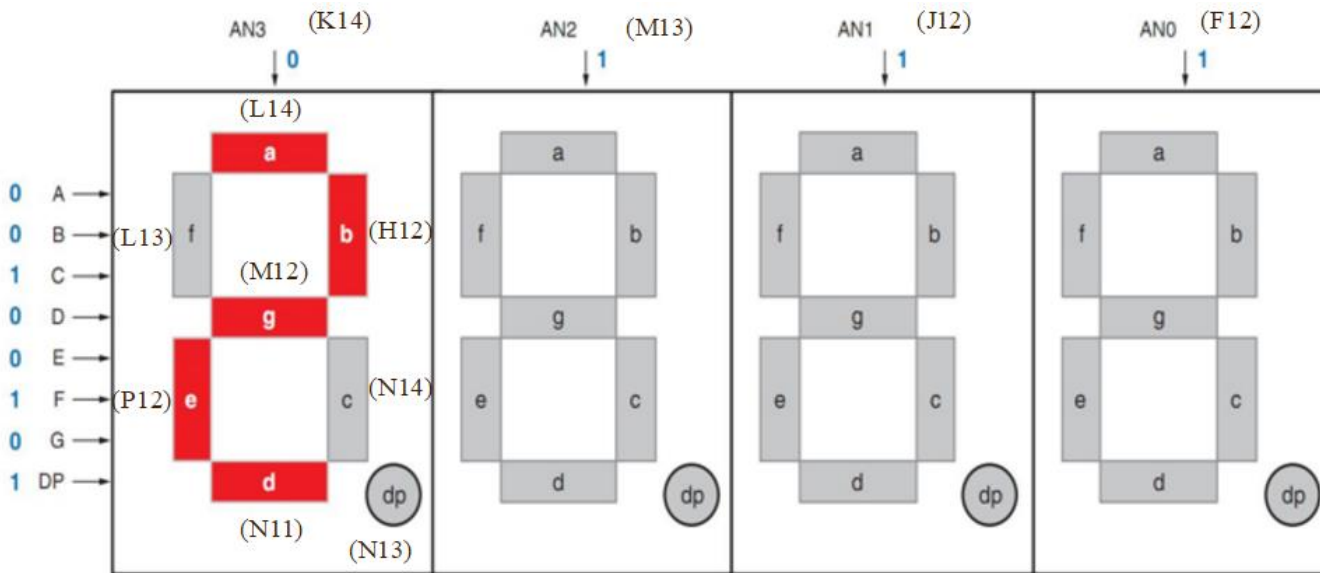 AN3 (K14) AN2 (M13) AN1 (J12) AN0 (F12)
0 1 1 1
(L14)
a a a a
0 A
0 B (L13) f b (H12) f b f b f b
1 C (M12)
0 D g g g g
0 E
1 F (P12) e c (N14) e c e c e c
0 G
1 DP d dp d dp d dp d dp
(N11)
(N13)